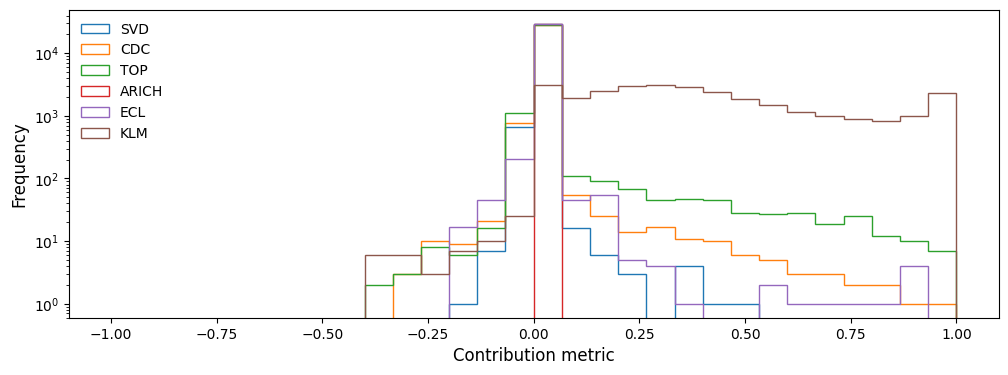 SVD
CDC
TOP
ARICH
ECL
KLM
Frequency
10⁴
10³
10²
10¹
10⁰
−1.00 −0.75 −0.50 −0.25 0.00 0.25 0.50 0.75 1.00
Contribution metric